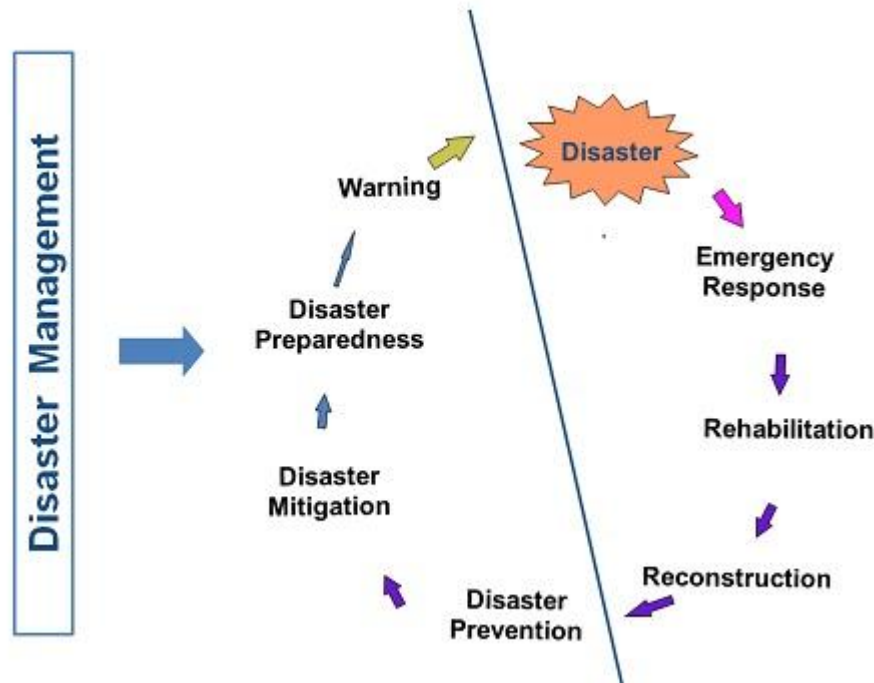 Disaster Management
Disaster
Warning
Emergency
Response
Disaster
Preparedness
Rehabilitation
Disaster
Mitigation
Reconstruction
Disaster
Prevention